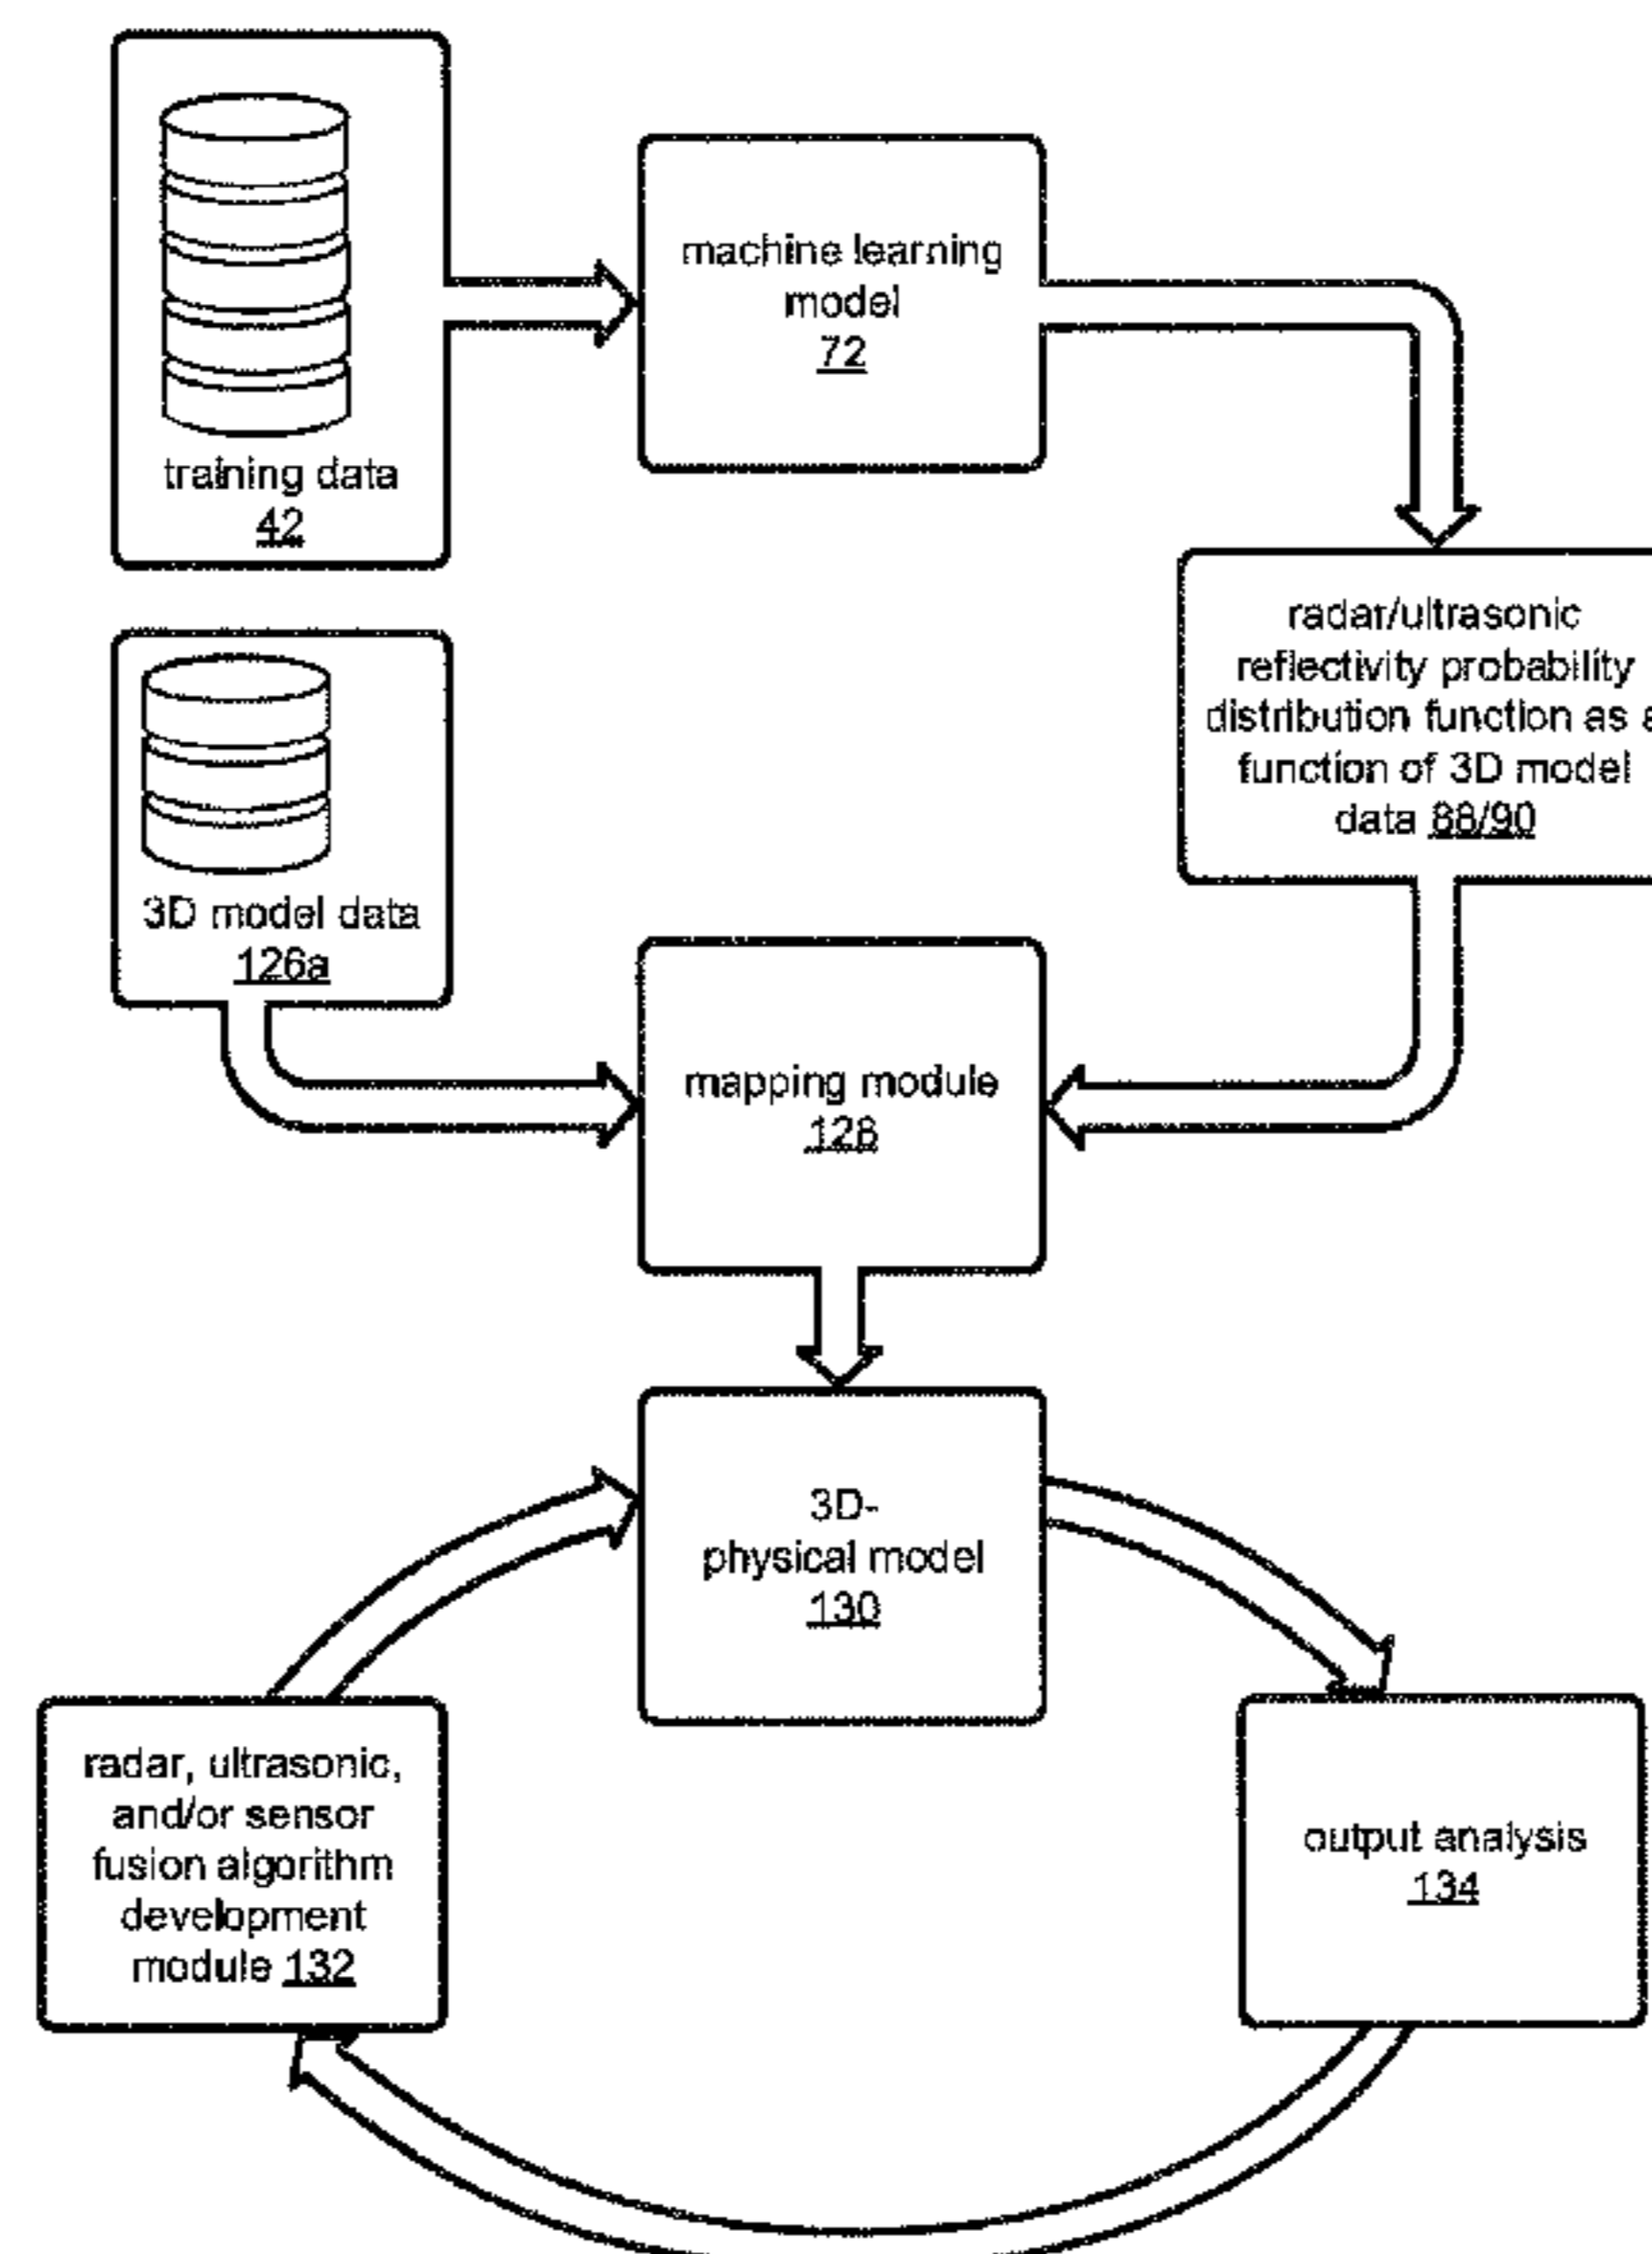 training data
42
machine learning
model
72
radar/ultrasonic
reflectivity probability
distribution function as a
function of 3D model
data 88/90
3D model data
126a
mapping module
128
3D-
physical model
130
radar, ultrasonic,
and/or sensor
fusion algorithm
development
module 132
output analysis
134